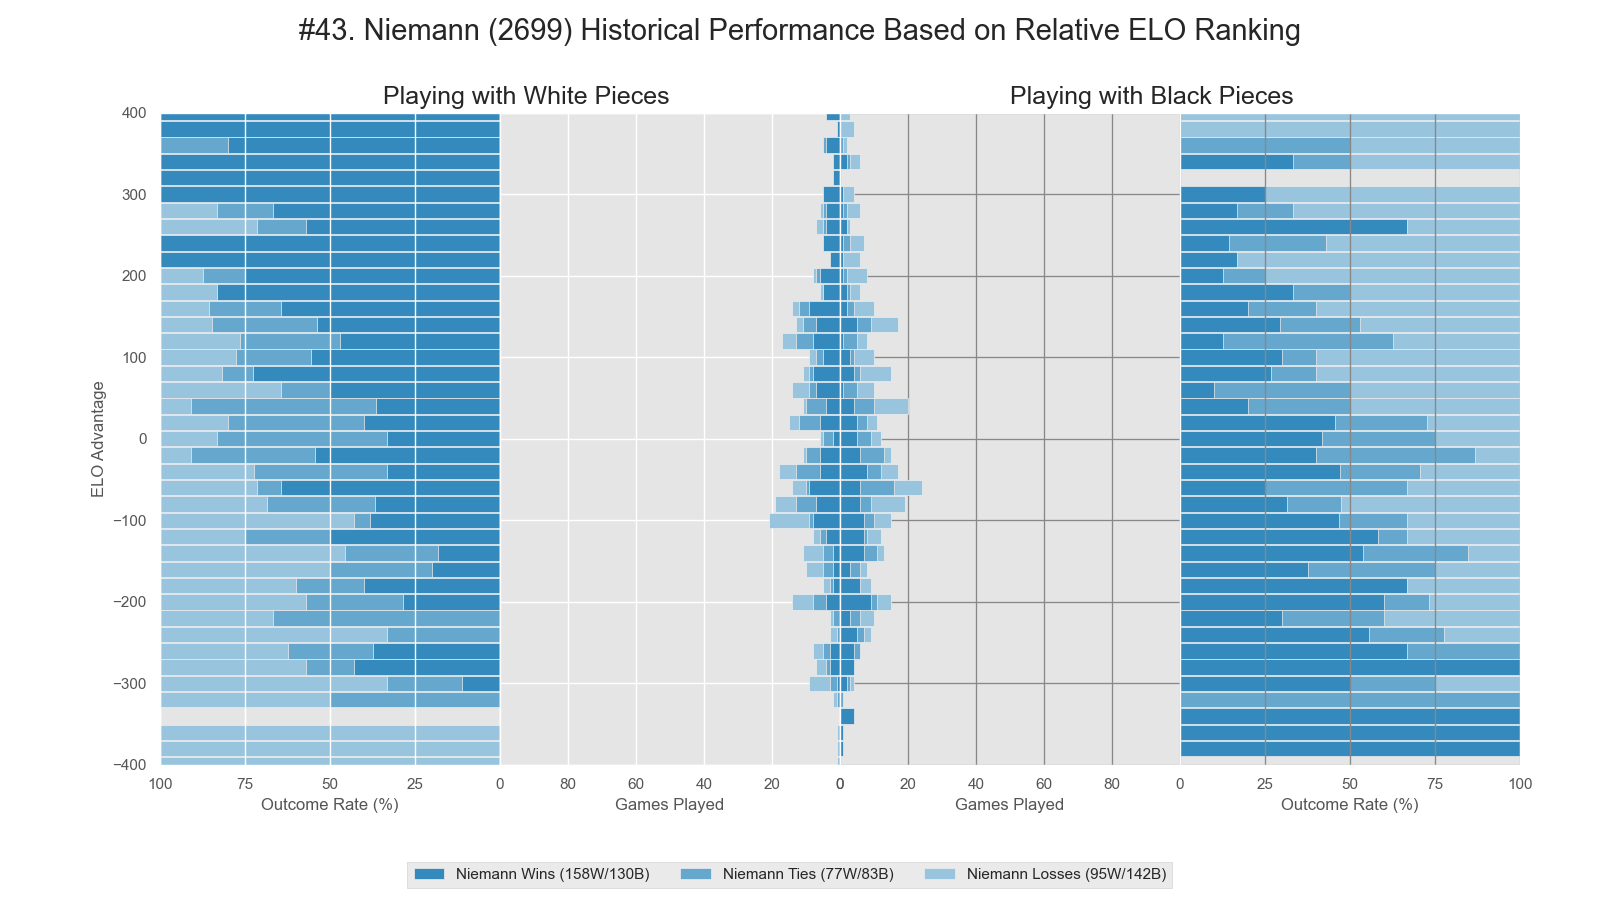 #43. Niemann (2699) Historical Performance Based on Relative ELO Ranking
Playing with White Pieces
Playing with Black Pieces
400
300
200
100
0
−100
−200
−300
−400
ELO Advantage
100 75 50 25 0 80 60 40 20 0 0 20 40 60 80 0 25 50 75 100
Outcome Rate (%) Games Played Games Played Outcome Rate (%)
Niemann Wins (158W/130B) Niemann Ties (77W/83B) Niemann Losses (95W/142B)